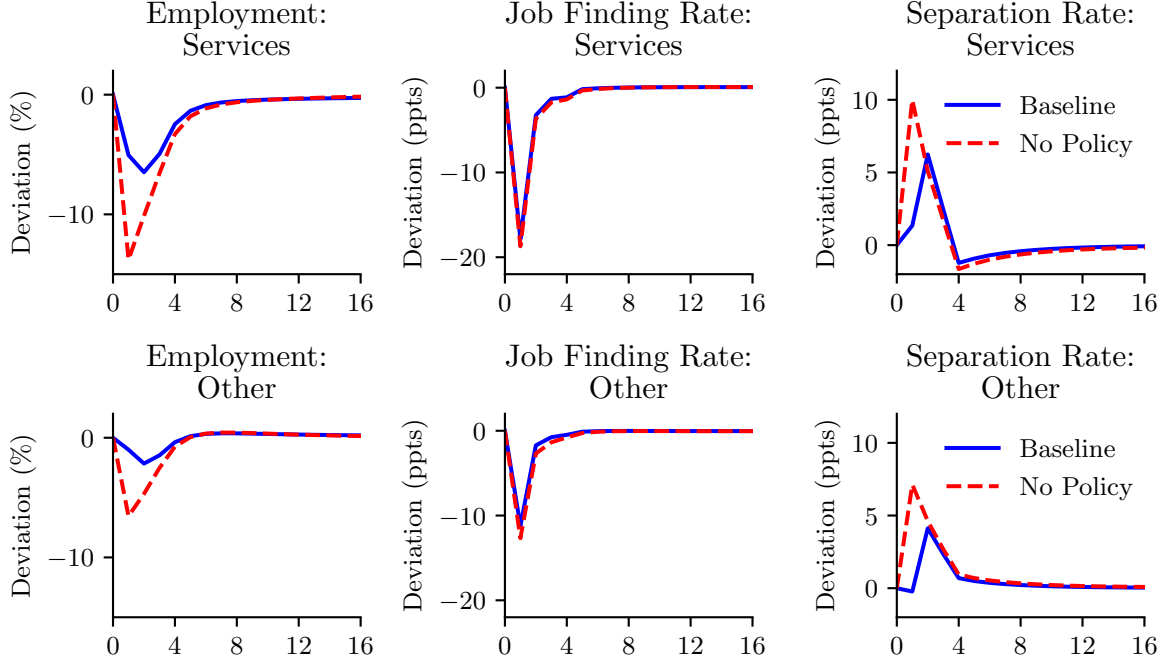 Employment:
Services
Deviation (%)
0
−10
0 4 8 12 16
Job Finding Rate:
Services
Deviation (ppts)
0
−10
−20
0 4 8 12 16
Separation Rate:
Services
Deviation (ppts)
10
5
0
Baseline
No Policy
0 4 8 12 16
Employment:
Other
Deviation (%)
0
−10
0 4 8 12 16
Job Finding Rate:
Other
Deviation (ppts)
0
−10
−20
0 4 8 12 16
Separation Rate:
Other
Deviation (ppts)
10
5
0
Baseline
No Policy
0 4 8 12 16